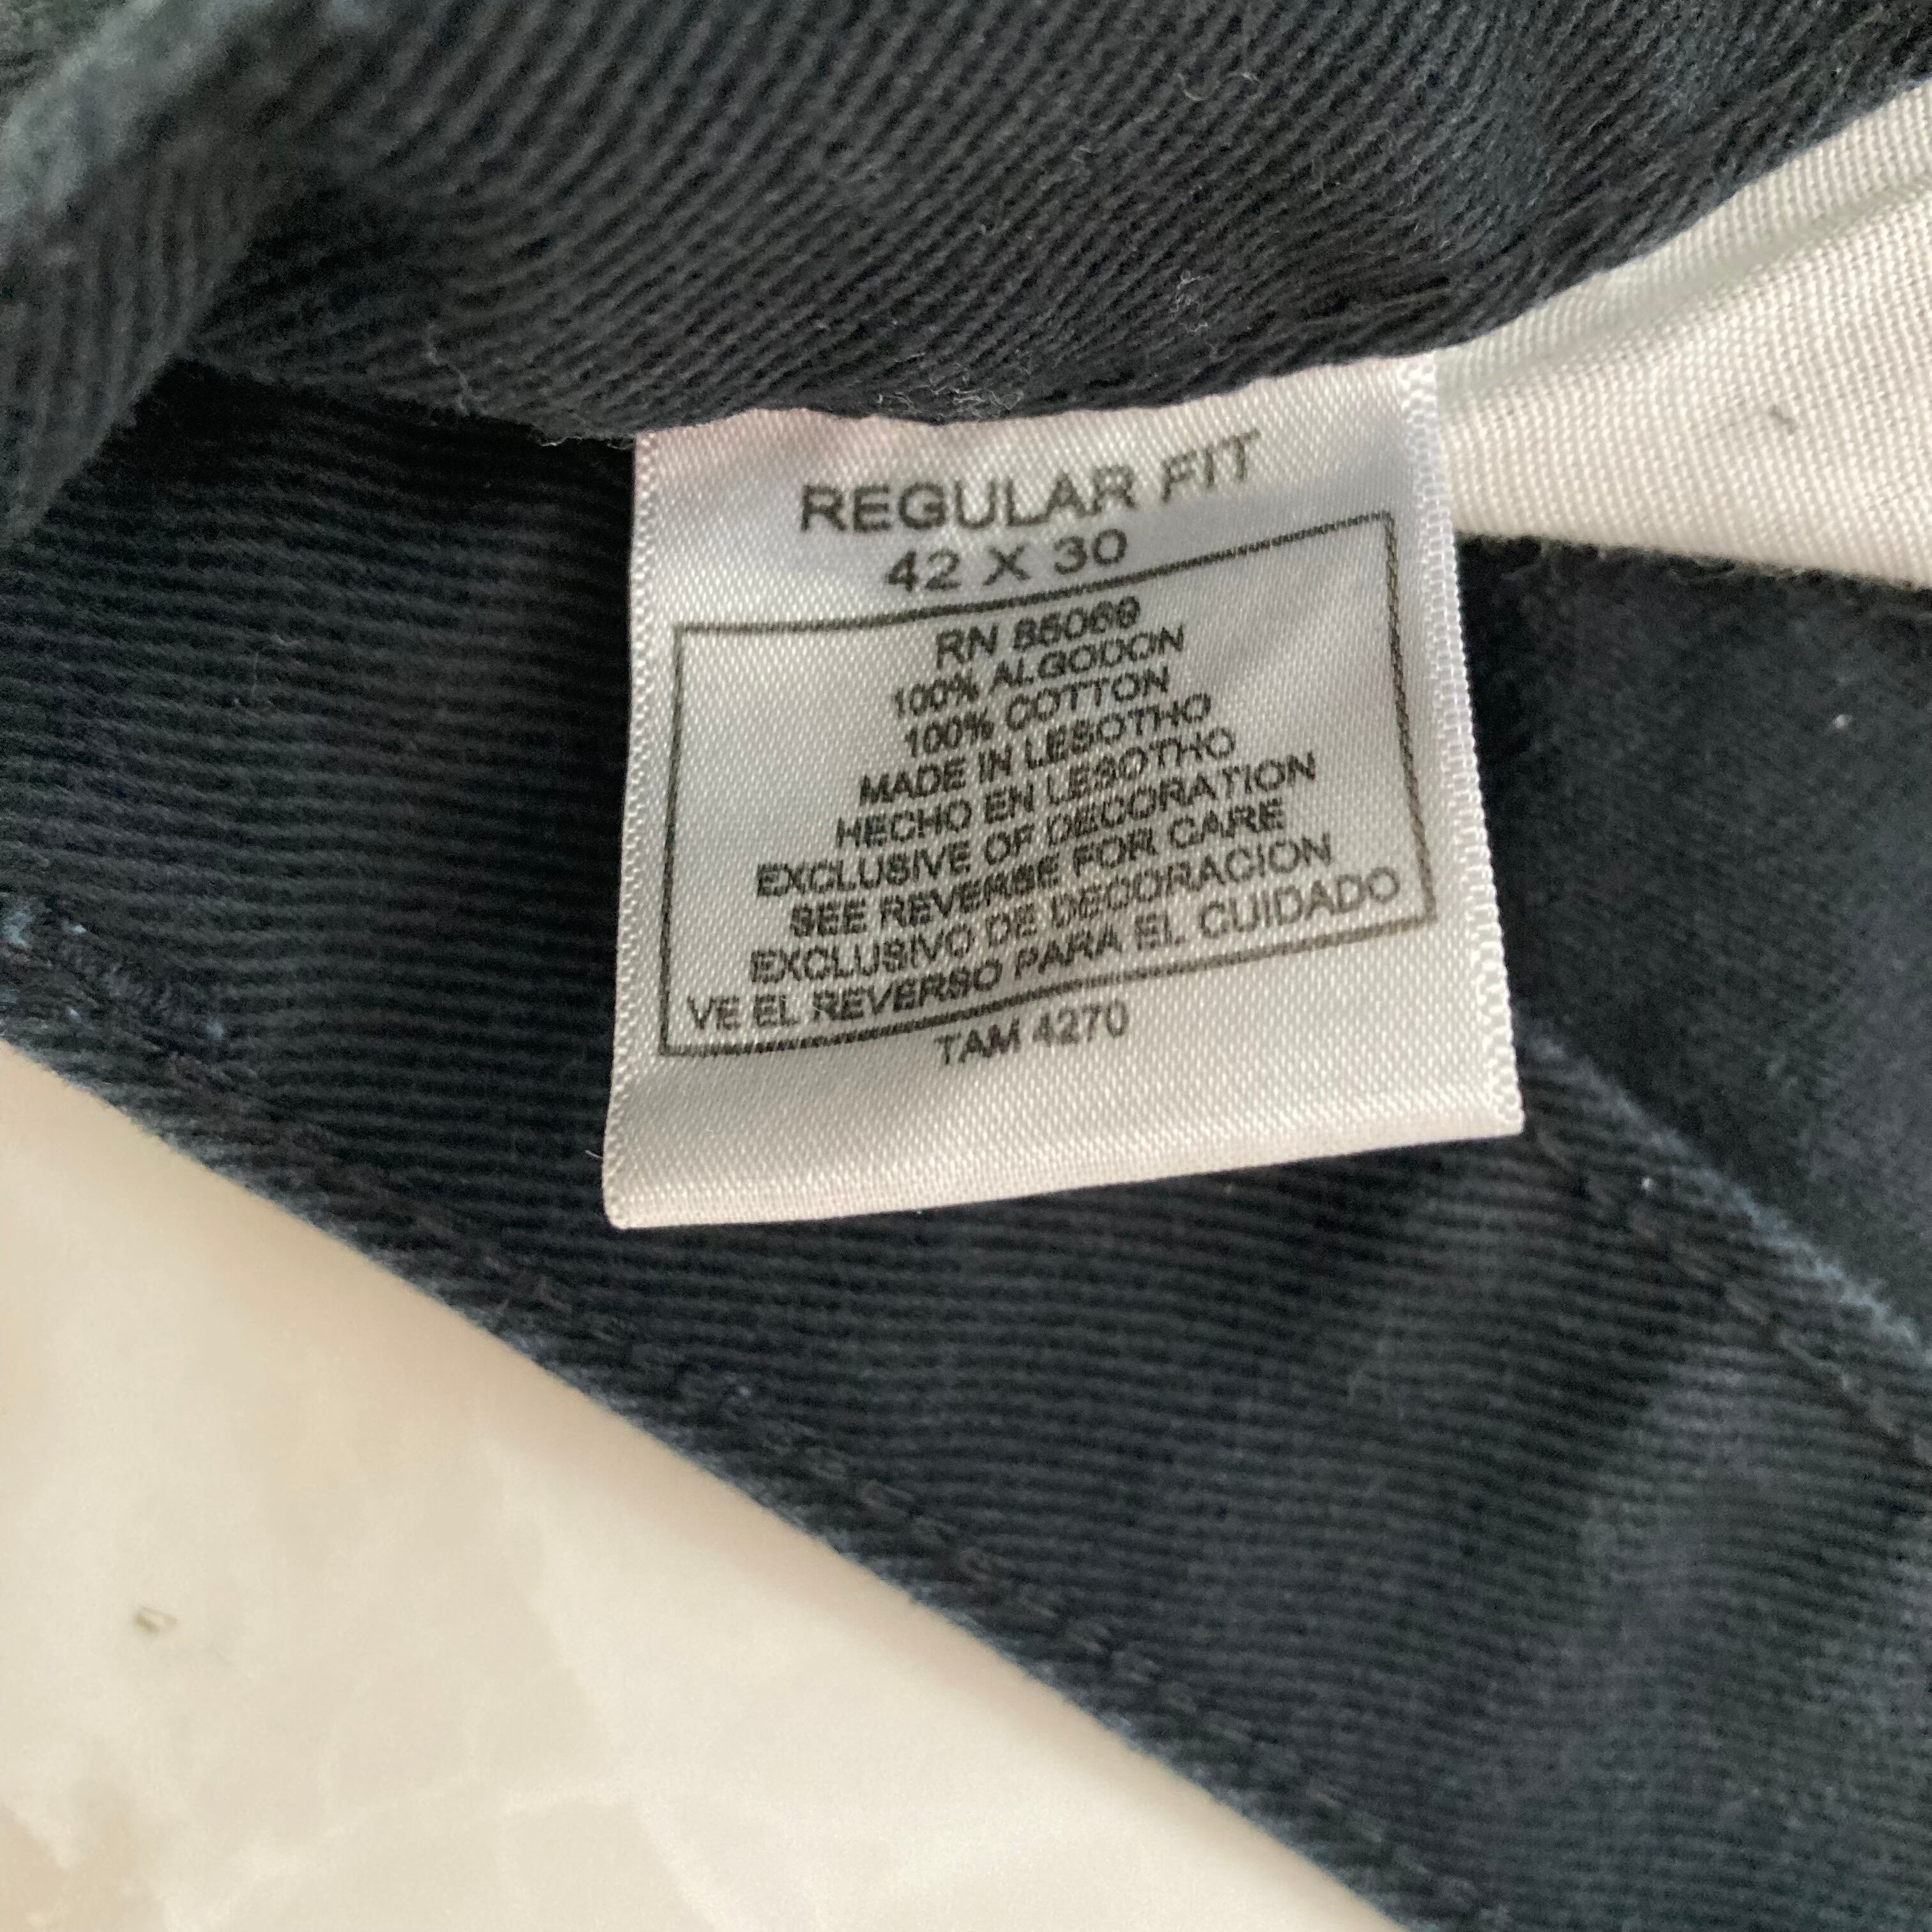 REGULAR FIT
42 X 30
RN 85069
100% ALGODON
100% COTTON
MADE IN LESOTHO
HECHO EN LESOTHO
EXCLUSIVE OF DECORATION
SEE REVERSE FOR CARE
EXCLUSIVO DE DECORACION
VE EL REVERSO PARA EL CUIDADO
TAM 4270